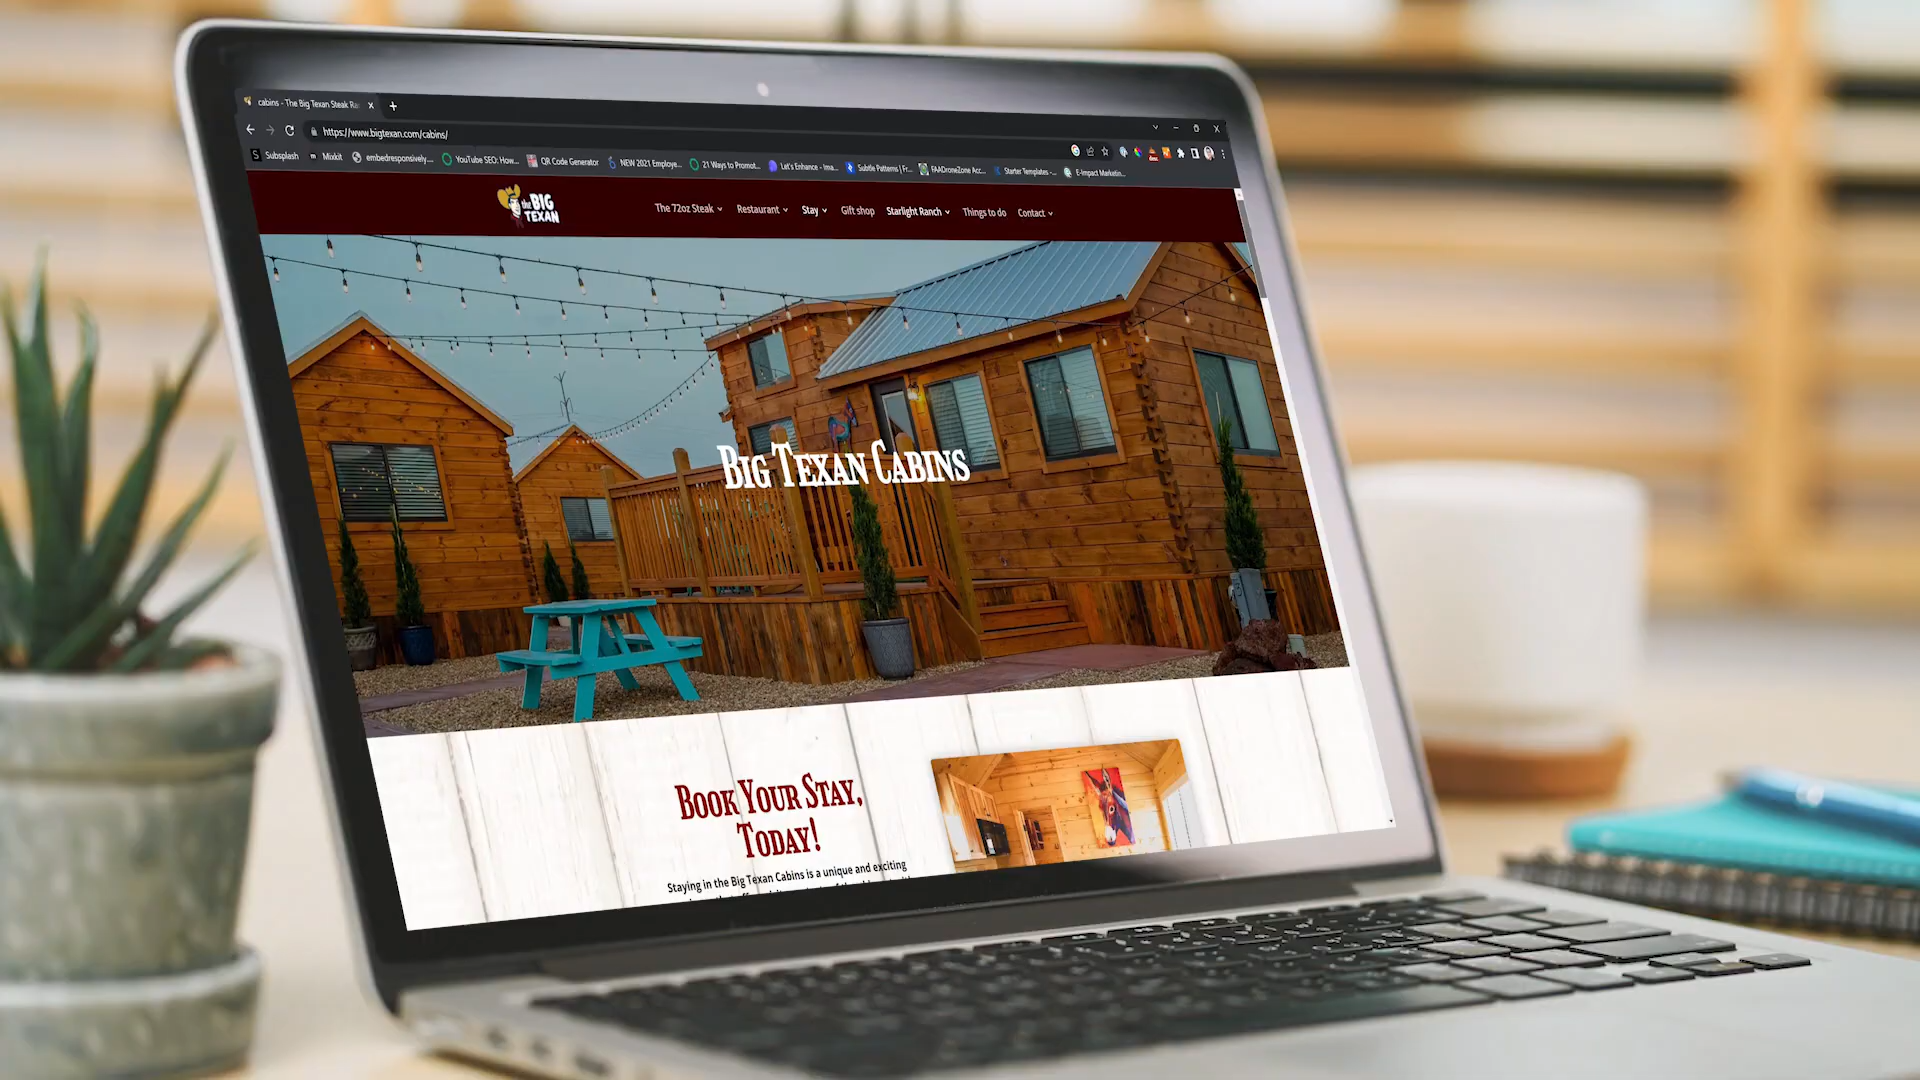 cabins - The Big Texan Steak Ra
https://www.bigtexan.com/cabins/
Subsplash Mixkit embedresponsively.... YouTube SEO: How... QR Code Generator NEW 2021 Employe... 21 Ways to Promot... Let's Enhance - Ima... Subtle Patterns | Fr... FAADroneZone Acc... Starter Templates -... E-Impact Marketin...
the BIG
TEXAN
The 72oz Steak Restaurant Stay Gift shop Starlight Ranch Things to do Contact
BIG TEXAN CABINS
BOOK YOUR STAY,
TODAY!
Staying in the Big Texan Cabins is a unique and exciting